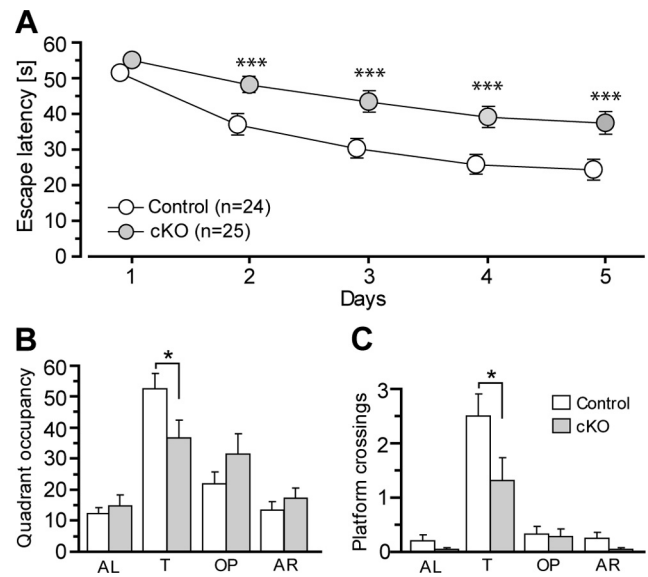 A
Escape latency [s]
60
50
40
30
20
10
0
***
***
***
***
Control (n=24)
cKO (n=25)
1 2 3 4 5
Days
B
Quadrant occupancy
60
50
40
30
20
10
0
*
AL T OP AR
C
Platform crossings
3
2
1
0
*
Control
cKO
AL T OP AR